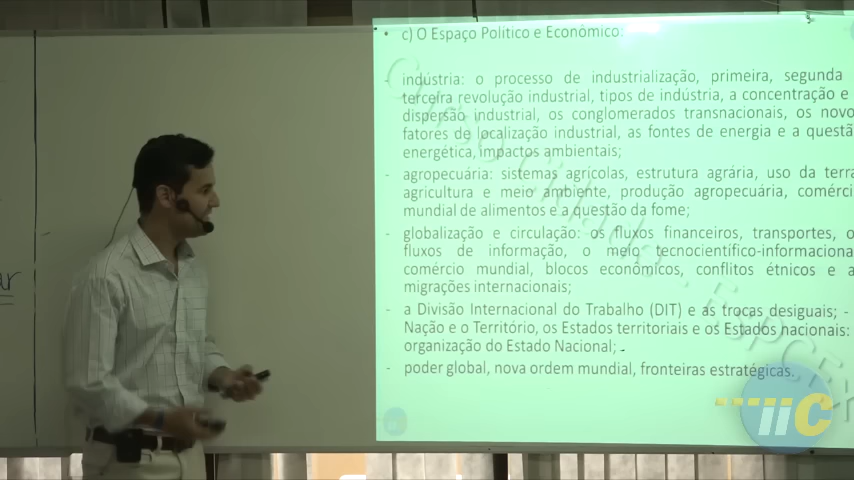 • c) O Espaço Político e Econômico:
- indústria: o processo de industrialização, primeira, segunda
terceira revolução industrial, tipos de indústria, a concentração e
dispersão industrial, os conglomerados transnacionais, os novo
fatores de localização industrial, as fontes de energia e a questã
energética, impactos ambientais;
- agropecuária: sistemas agrícolas, estrutura agrária, uso da terra
agricultura e meio ambiente, produção agropecuária, comérci
mundial de alimentos e a questão da fome;
- globalização e circulação: os fluxos financeiros, transportes, o
fluxos de informação, o meio tecnocientífico-informaciona
comércio mundial, blocos econômicos, conflitos étnicos e a
migrações internacionais;
- a Divisão Internacional do Trabalho (DIT) e as trocas desiguais; -
Nação e o Território, os Estados territoriais e os Estados nacionais:
organização do Estado Nacional; -
- poder global, nova ordem mundial, fronteiras estratégicas.
ar
iiC